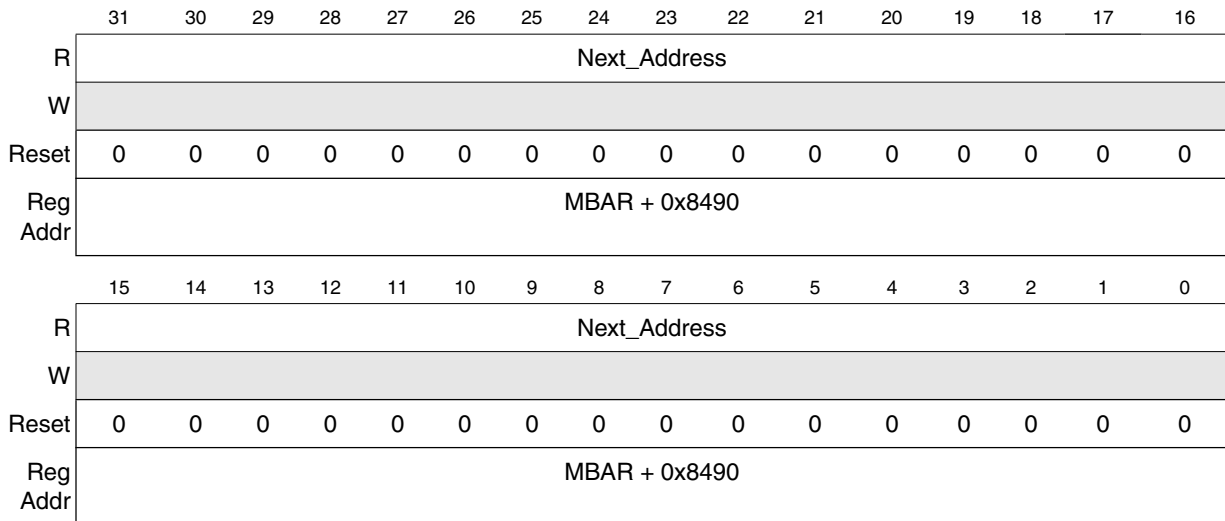 31 30 29 28 27 26 25 24 23 22 21 20 19 18 17 16
R Next_Address
W
Reset 0 0 0 0 0 0 0 0 0 0 0 0 0 0 0 0
Reg MBAR + 0x8490
Addr
15 14 13 12 11 10 9 8 7 6 5 4 3 2 1 0
R Next_Address
W
Reset 0 0 0 0 0 0 0 0 0 0 0 0 0 0 0 0
Reg MBAR + 0x8490
Addr